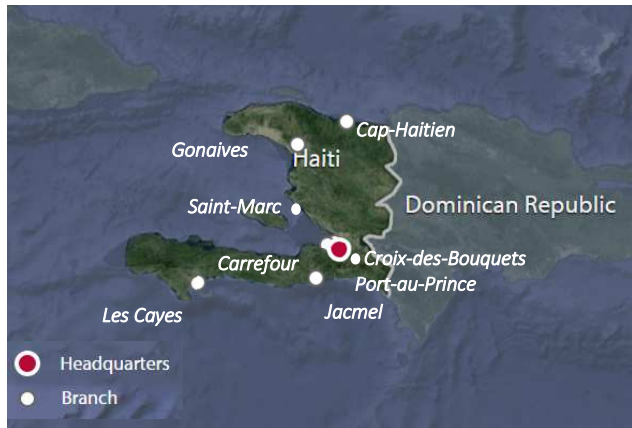 Cap-Haitien
Gonaives
Haiti
Saint-Marc
Dominican Republic
Carrefour
Croix-des-Bouquets
Port-au-Prince
Les Cayes
Jacmel
Headquarters
Branch